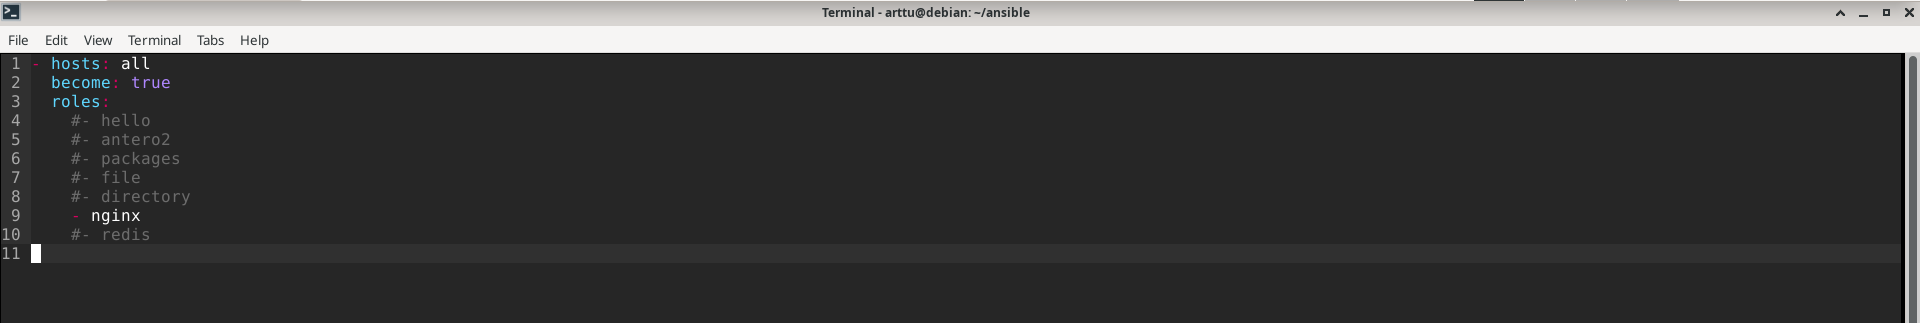 Terminal - arttu@debian: ~/ansible
File Edit View Terminal Tabs Help
1 - hosts: all
2   become: true
3   roles:
4     #- hello
5     #- antero2
6     #- packages
7     #- file
8     #- directory
9     - nginx
10     #- redis
11